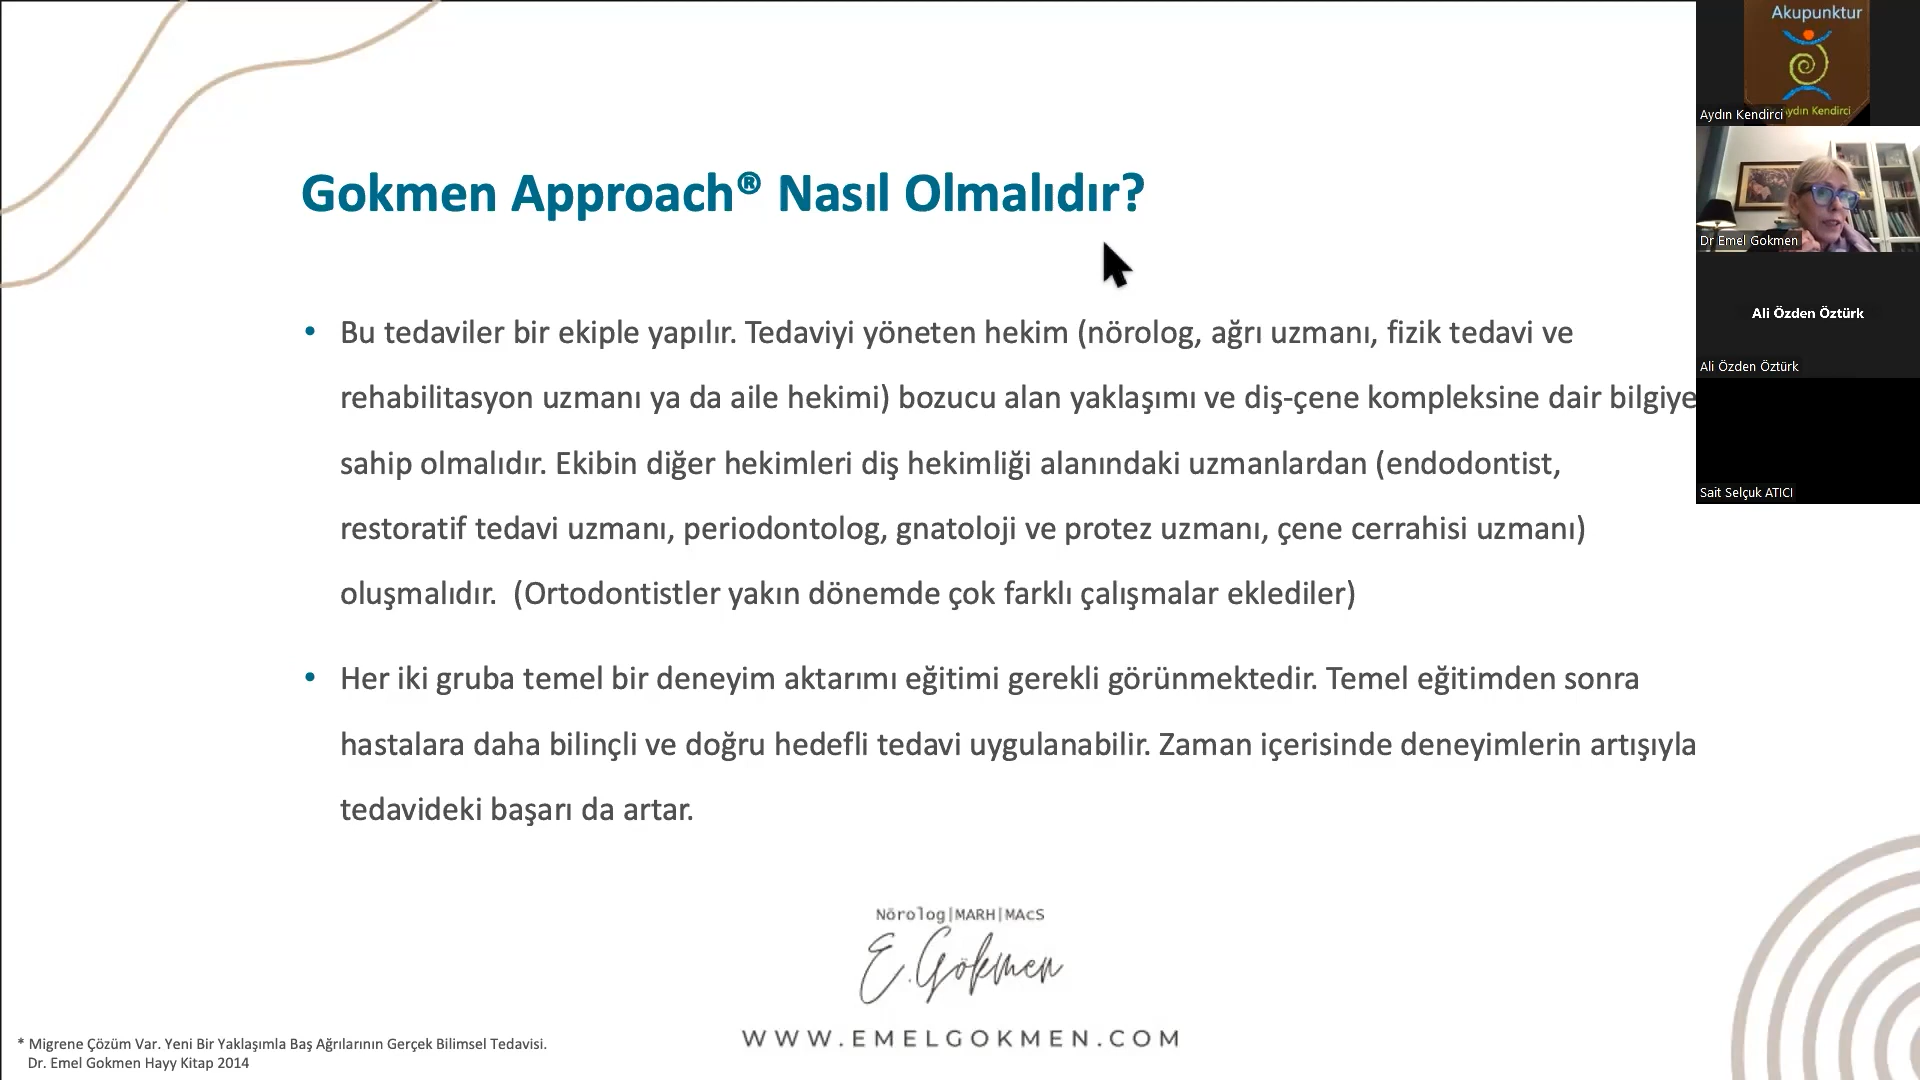 Gokmen Approach® Nasıl Olmalıdır?
• Bu tedaviler bir ekiple yapılır. Tedaviyi yöneten hekim (nörolog, ağrı uzmanı, fizik tedavi ve
rehabilitasyon uzmanı ya da aile hekimi) bozucu alan yaklaşımı ve diş-çene kompleksine dair bilgiye
sahip olmalıdır. Ekibin diğer hekimleri diş hekimliği alanındaki uzmanlardan (endodontist,
restoratif tedavi uzmanı, periodontolog, gnatoloji ve protez uzmanı, çene cerrahisi uzmanı)
oluşmalıdır. (Ortodontistler yakın dönemde çok farklı çalışmalar eklediler)
• Her iki gruba temel bir deneyim aktarımı eğitimi gerekli görünmektedir. Temel eğitimden sonra
hastalara daha bilinçli ve doğru hedefli tedavi uygulanabilir. Zaman içerisinde deneyimlerin artışıyla
tedavideki başarı da artar.
Nörolog|MARH|MAcS
E.Gökmen
WWW.EMELGOKMEN.COM
* Migrene Çözüm Var. Yeni Bir Yaklaşımla Baş Ağrılarının Gerçek Bilimsel Tedavisi.
Dr. Emel Gokmen Hayy Kitap 2014
Akupunktur
Aydın Kendirci
Aydın Kendirci
Dr Emel Gokmen
Ali Özden Öztürk
Ali Özden Öztürk
Sait Selçuk ATICI